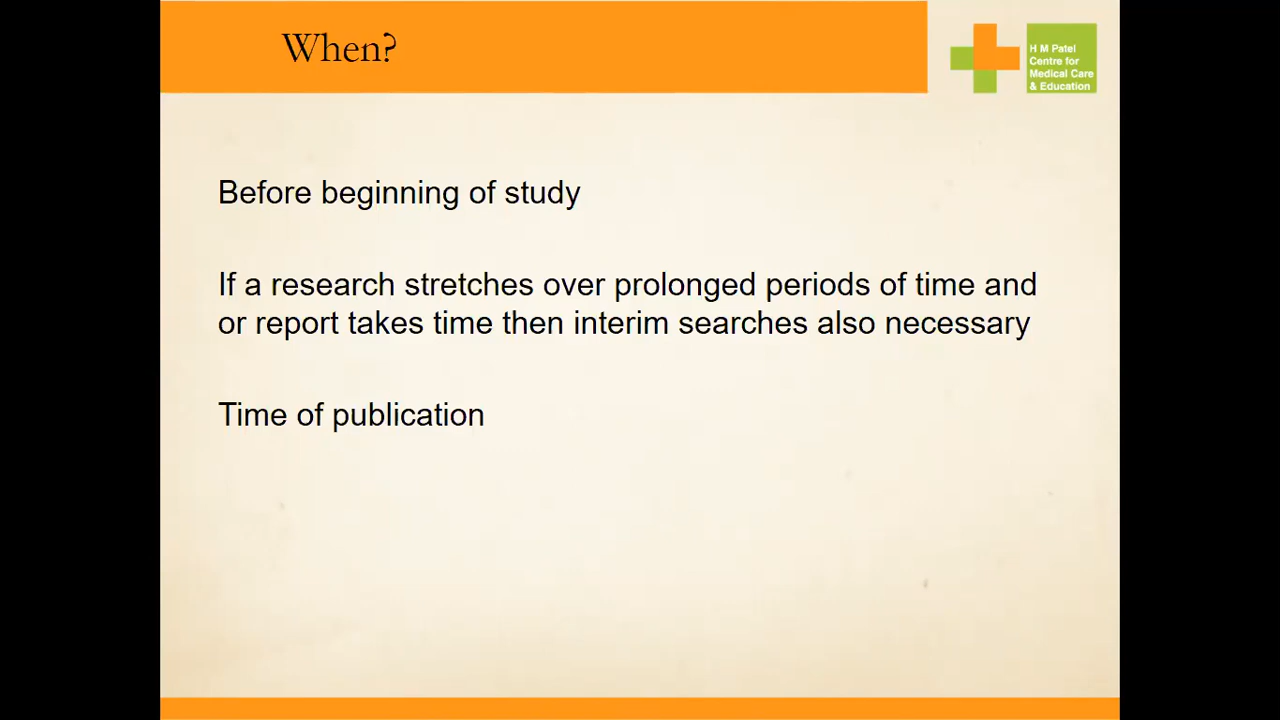 When?
H M Patel
Centre for
Medical Care
& Education
Before beginning of study
If a research stretches over prolonged periods of time and
or report takes time then interim searches also necessary
Time of publication